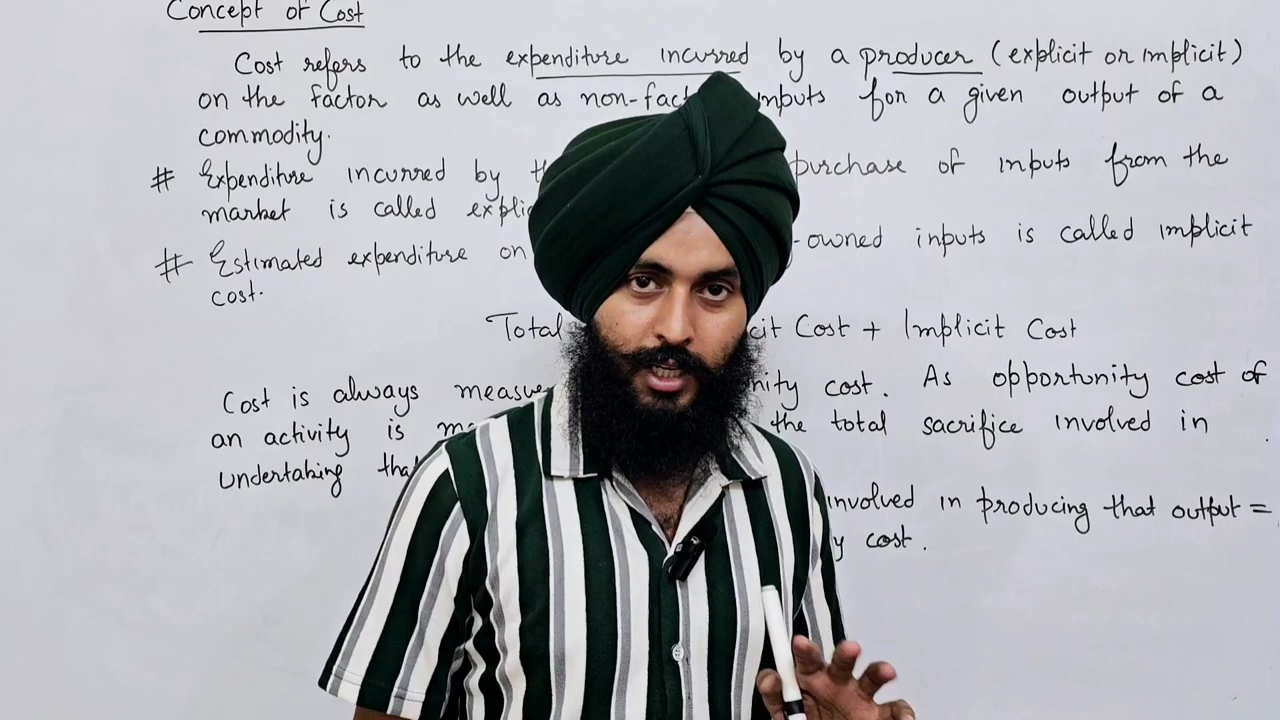 Concept of Cost
Cost refers to the expenditure incurred by a producer (explicit or implicit)
on the factor as well as non-fac inputs for a given output of a
commodity.
# Expenditure incurred by th purchase of inputs from the
market is called explic
# Estimated expenditure on -owned inputs is called implicit
cost.
Total cit Cost + Implicit Cost
Cost is always measu nity cost. As opportunity cost of
an activity is the total sacrifice involved in
undertaking tha
involved in producing that output =
y cost.